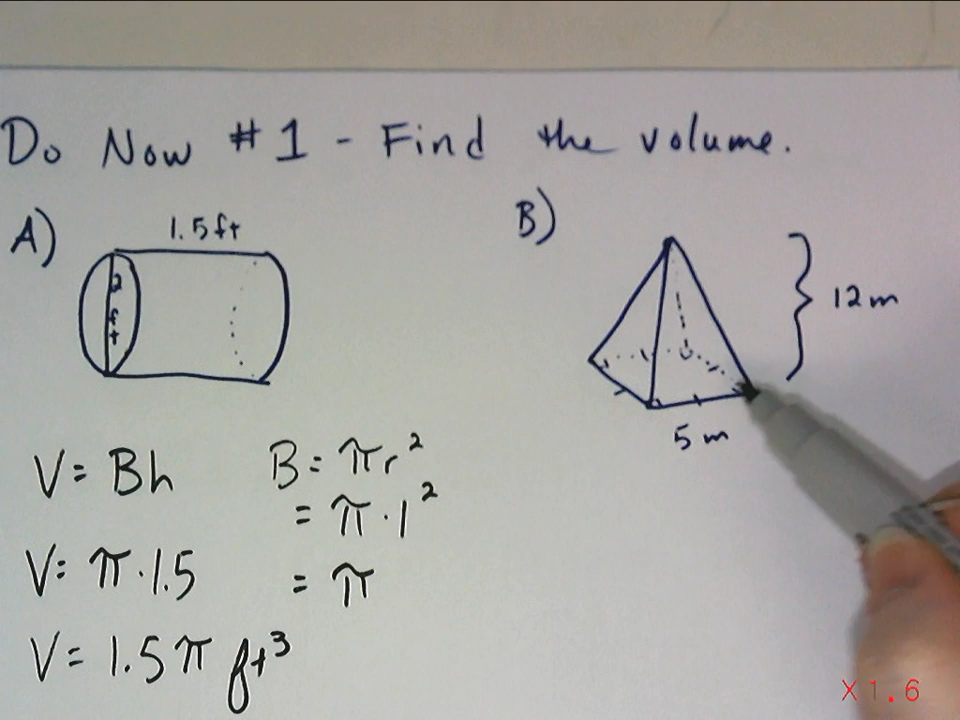 Do Now #1 - Find the volume.
A)
1.5ft
2 ft
V = Bh
B = πr²
= π·1²
= π
V = π·1.5
V = 1.5π ft³
B)
12m
5 m
X1.6